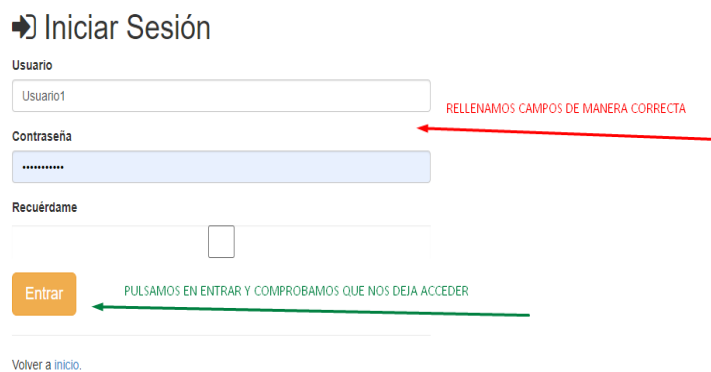 Iniciar Sesión
Usuario
Usuario1
RELLENAMOS CAMPOS DE MANERA CORRECTA
Contraseña
•••••••••••
Recuérdame
Entrar
PULSAMOS EN ENTRAR Y COMPROBAMOS QUE NOS DEJA ACCEDER
Volver a inicio.